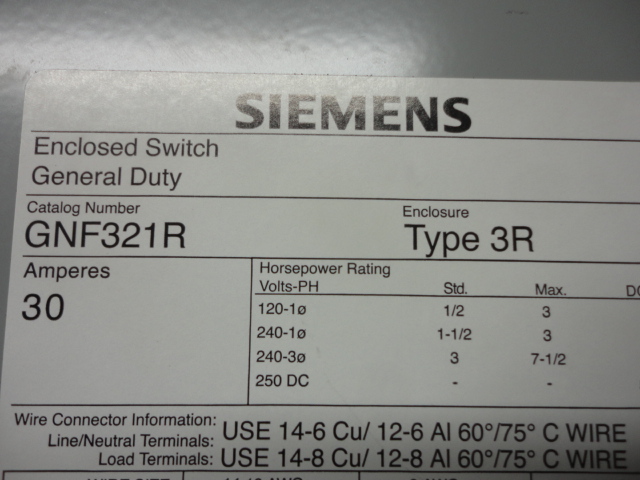 SIEMENS
Enclosed Switch
General Duty
Catalog Number
Enclosure
GNF321R
Type 3R
Amperes
30
Horsepower Rating
Volts-PH Std. Max.
120-1ø 1/2 3
240-1ø 1-1/2 3
240-3ø 3 7-1/2
250 DC - -
Wire Connector Information:
Line/Neutral Terminals: USE 14-6 Cu/ 12-6 Al 60°/75° C WIRE
Load Terminals: USE 14-8 Cu/ 12-8 Al 60°/75° C WIRE